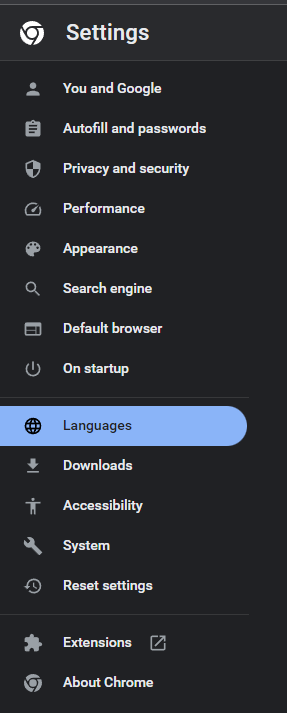 Settings
You and Google
Autofill and passwords
Privacy and security
Performance
Appearance
Search engine
Default browser
On startup
Languages
Downloads
Accessibility
System
Reset settings
Extensions
About Chrome